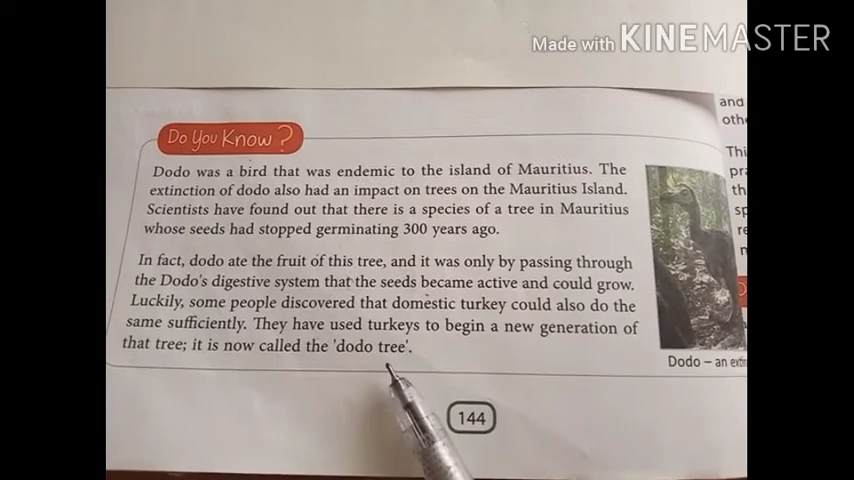 Made with KINEMASTER
and
Do You Know?
Dodo was a bird that was endemic to the island of Mauritius. The
extinction of dodo also had an impact on trees on the Mauritius Island.
Scientists have found out that there is a species of a tree in Mauritius
whose seeds had stopped germinating 300 years ago.
In fact, dodo ate the fruit of this tree, and it was only by passing through
the Dodo's digestive system that the seeds became active and could grow.
Luckily, some people discovered that domestic turkey could also do the
same sufficiently. They have used turkeys to begin a new generation of
that tree; it is now called the 'dodo tree'.
Dodo – an
144